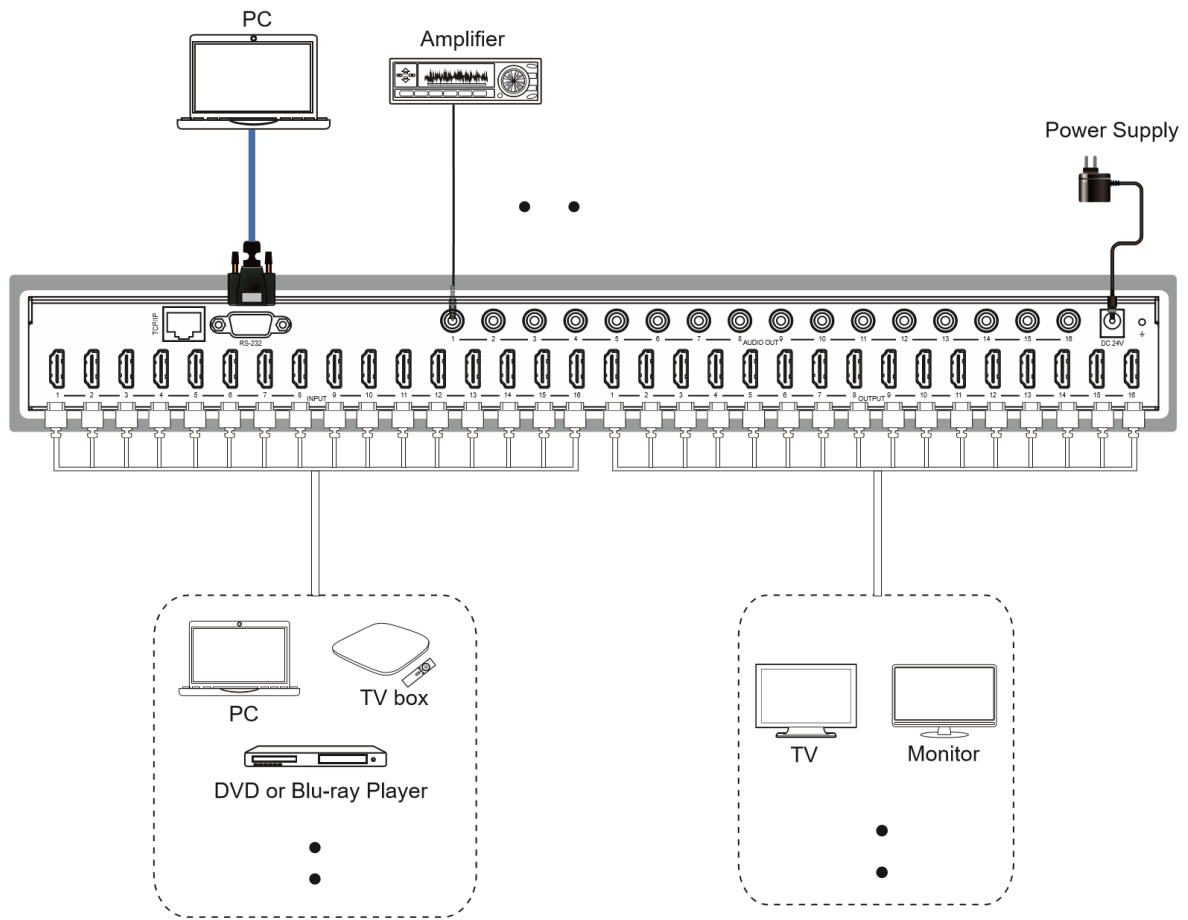 PC
Amplifier
Power Supply
TCP/IP
RS-232
1 2 3 4 5 6 7 8 AUDIO OUT 9 10 11 12 13 14 15 16
DC 24V
1 2 3 4 5 6 7 8 INPUT 9 10 11 12 13 14 15 16
1 2 3 4 5 6 7 8 OUTPUT 9 10 11 12 13 14 15 16
PC
TV box
DVD or Blu-ray Player
TV
Monitor